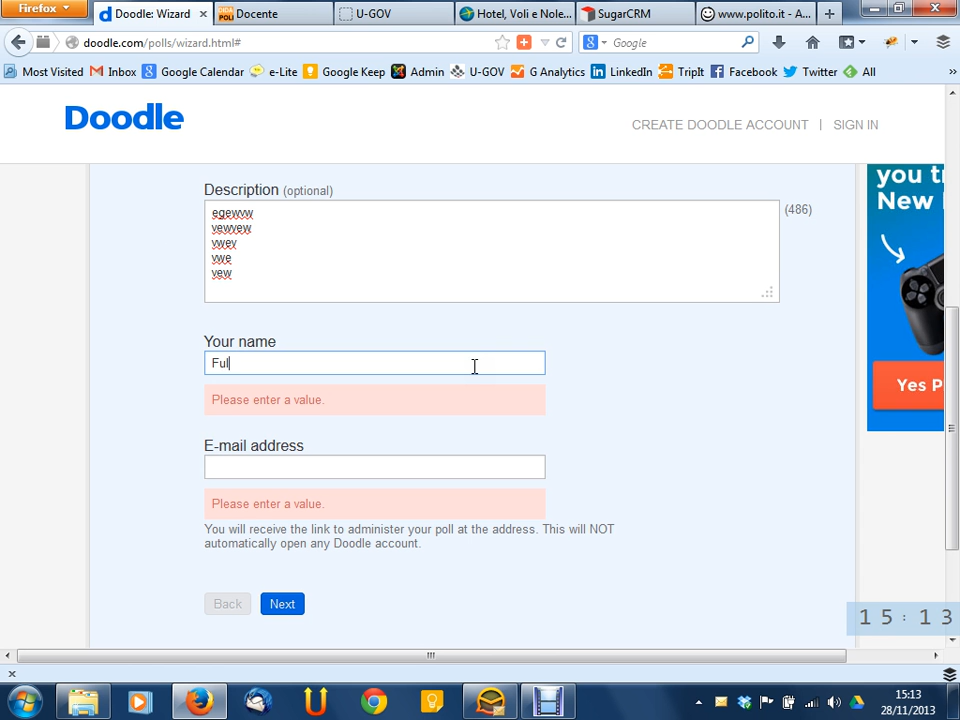 Firefox
Doodle: Wizard
Docente
U-GOV
Hotel, Voli e Nole...
SugarCRM
www.polito.it - A...
doodle.com/polls/wizard.html#
Google
Most Visited
Inbox
Google Calendar
e-Lite
Google Keep
Admin
U-GOV
G Analytics
LinkedIn
TripIt
Facebook
Twitter
All
Doodle
CREATE DOODLE ACCOUNT | SIGN IN
you t
New
Description (optional)
(486)
egewvw
vewvew
vwev
vwe
vew
Your name
Ful
Please enter a value.
Yes P
E-mail address
Please enter a value.
You will receive the link to administer your poll at the address. This will NOT
automatically open any Doodle account.
Back
Next
15:13
15:13
28/11/2013